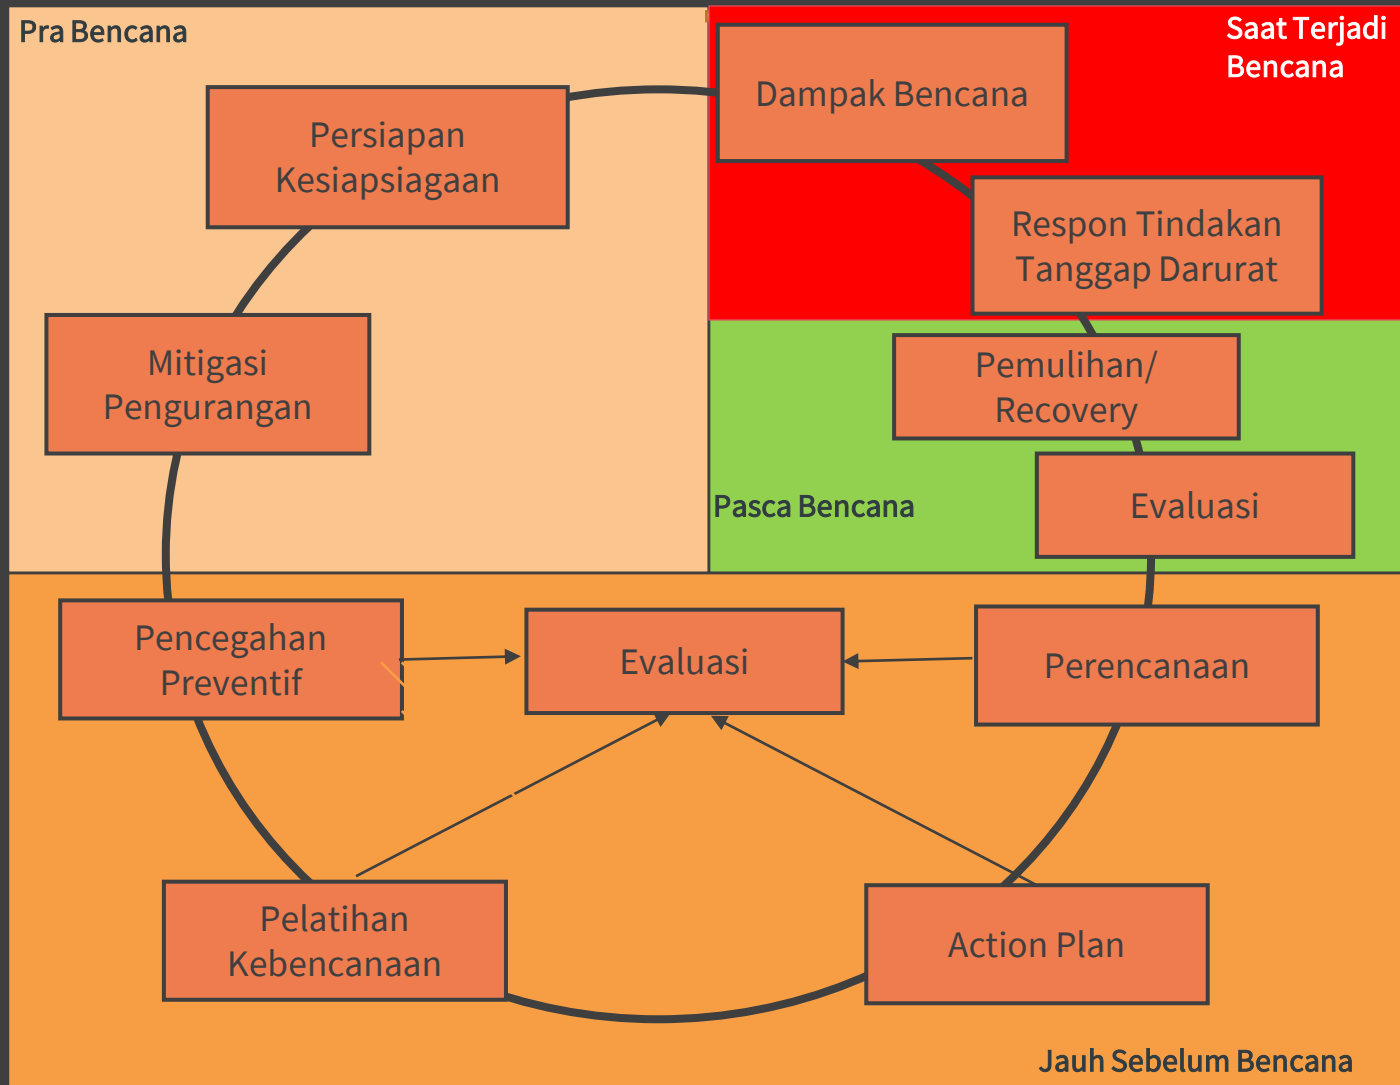 Pra Bencana
Saat Terjadi
Bencana
Dampak Bencana
Persiapan
Kesiapsiagaan
Respon Tindakan
Tanggap Darurat
Mitigasi
Pengurangan
Pemulihan/
Recovery
Pasca Bencana
Evaluasi
Pencegahan
Preventif
Evaluasi
Perencanaan
Pelatihan
Kebencanaan
Action Plan
Jauh Sebelum Bencana